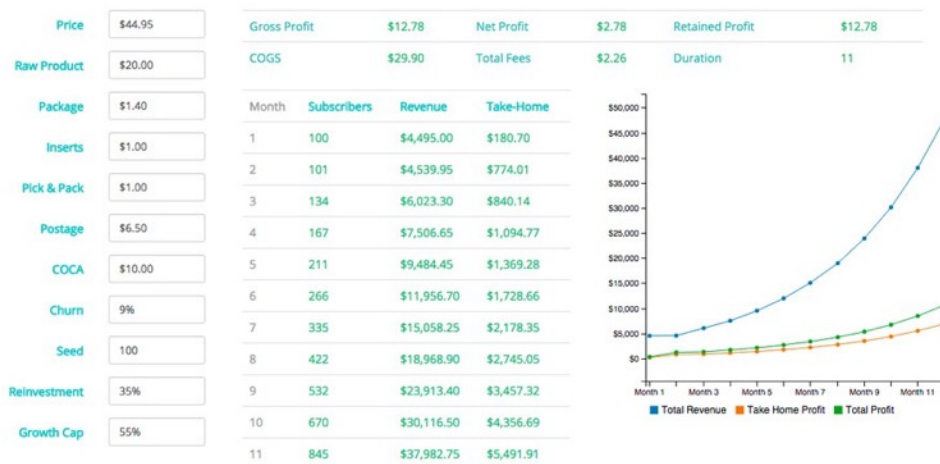 Price $44.95
Raw Product $20.00
Package $1.40
Inserts $1.00
Pick & Pack $1.00
Postage $6.50
COCA $10.00
Churn 9%
Seed 100
Reinvestment 35%
Growth Cap 55%
Gross Profit $12.78 Net Profit $2.78 Retained Profit $12.78
COGS $29.90 Total Fees $2.26 Duration 11
Month Subscribers Revenue Take-Home
1 100 $4,495.00 $180.70
2 101 $4,539.95 $774.01
3 134 $6,023.30 $840.14
4 167 $7,506.65 $1,094.77
5 211 $9,484.45 $1,369.28
6 266 $11,956.70 $1,728.66
7 335 $15,058.25 $2,178.35
8 422 $18,968.90 $2,745.05
9 532 $23,913.40 $3,457.32
10 670 $30,116.50 $4,356.69
11 845 $37,982.75 $5,491.91
$50,000
$45,000
$40,000
$35,000
$30,000
$25,000
$20,000
$15,000
$10,000
$5,000
$0
Month 1 Month 3 Month 5 Month 7 Month 9 Month 11
Total Revenue Take Home Profit Total Profit